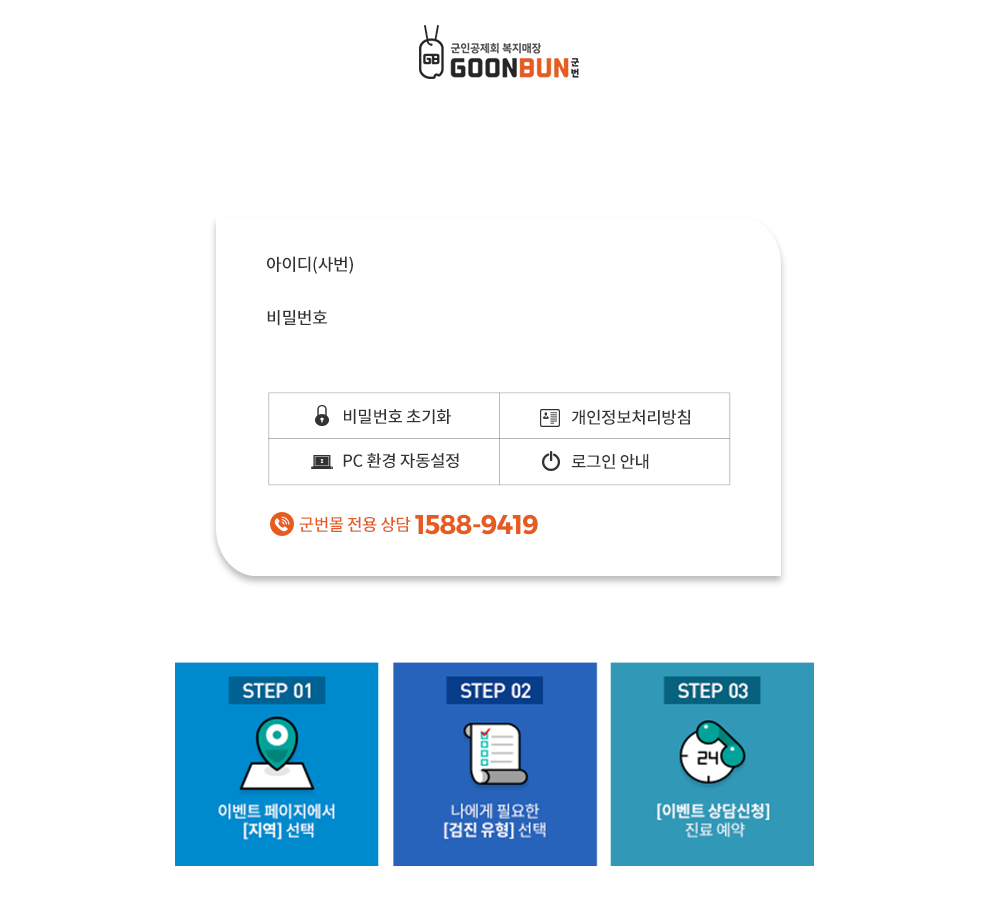 군인공제회 복지매장
GB
GOONBUN 군번
아이디(사번)
비밀번호
비밀번호 초기화
개인정보처리방침
PC 환경 자동설정
로그인 안내
군번몰 전용 상담 1588-9419
STEP 01
이벤트 페이지에서
[지역] 선택
STEP 02
나에게 필요한
[검진 유형] 선택
STEP 03
24
[이벤트 상담신청]
진료 예약